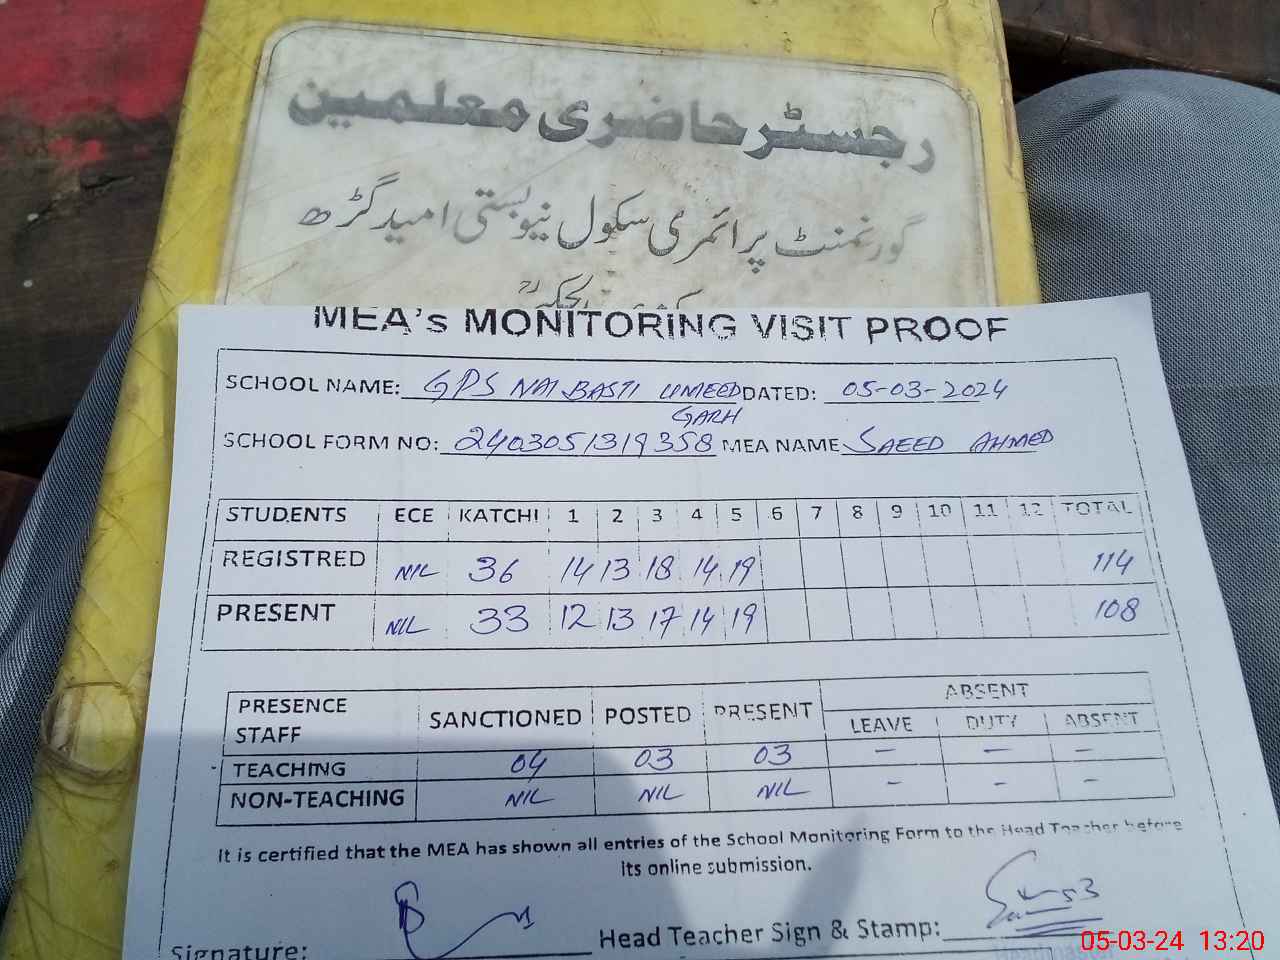 رجسٹر حاضری معلمین
گورنمنٹ پرائمری سکول نیو بستی امید گڑھ
MEA's MONITORING VISIT PROOF
SCHOOL NAME: GPS NAI BASTI UMEED GARH DATED: 05-03-2024
SCHOOL FORM NO: 2403051319358 MEA NAME SAEED AHMED
STUDENTS ECE KATCHI 1 2 3 4 5 6 7 8 9 10 11 12 TOTAL
REGISTRED NIL 36 14 13 18 14 19 114
PRESENT NIL 33 12 13 17 14 19 108
PRESENCE STAFF SANCTIONED POSTED PRESENT ABSENT
LEAVE DUTY ABSENT
TEACHING 04 03 03 – – –
NON-TEACHING NIL NIL NIL – – –
It is certified that the MEA has shown all entries of the School Monitoring Form to the Head Teacher before
its online submission.
Signature: Head Teacher Sign & Stamp:
05-03-24 13:20